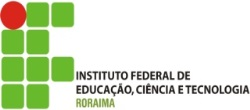 INSTITUTO FEDERAL DE
EDUCAÇÃO, CIÊNCIA E TECNOLOGIA
RORAIMA